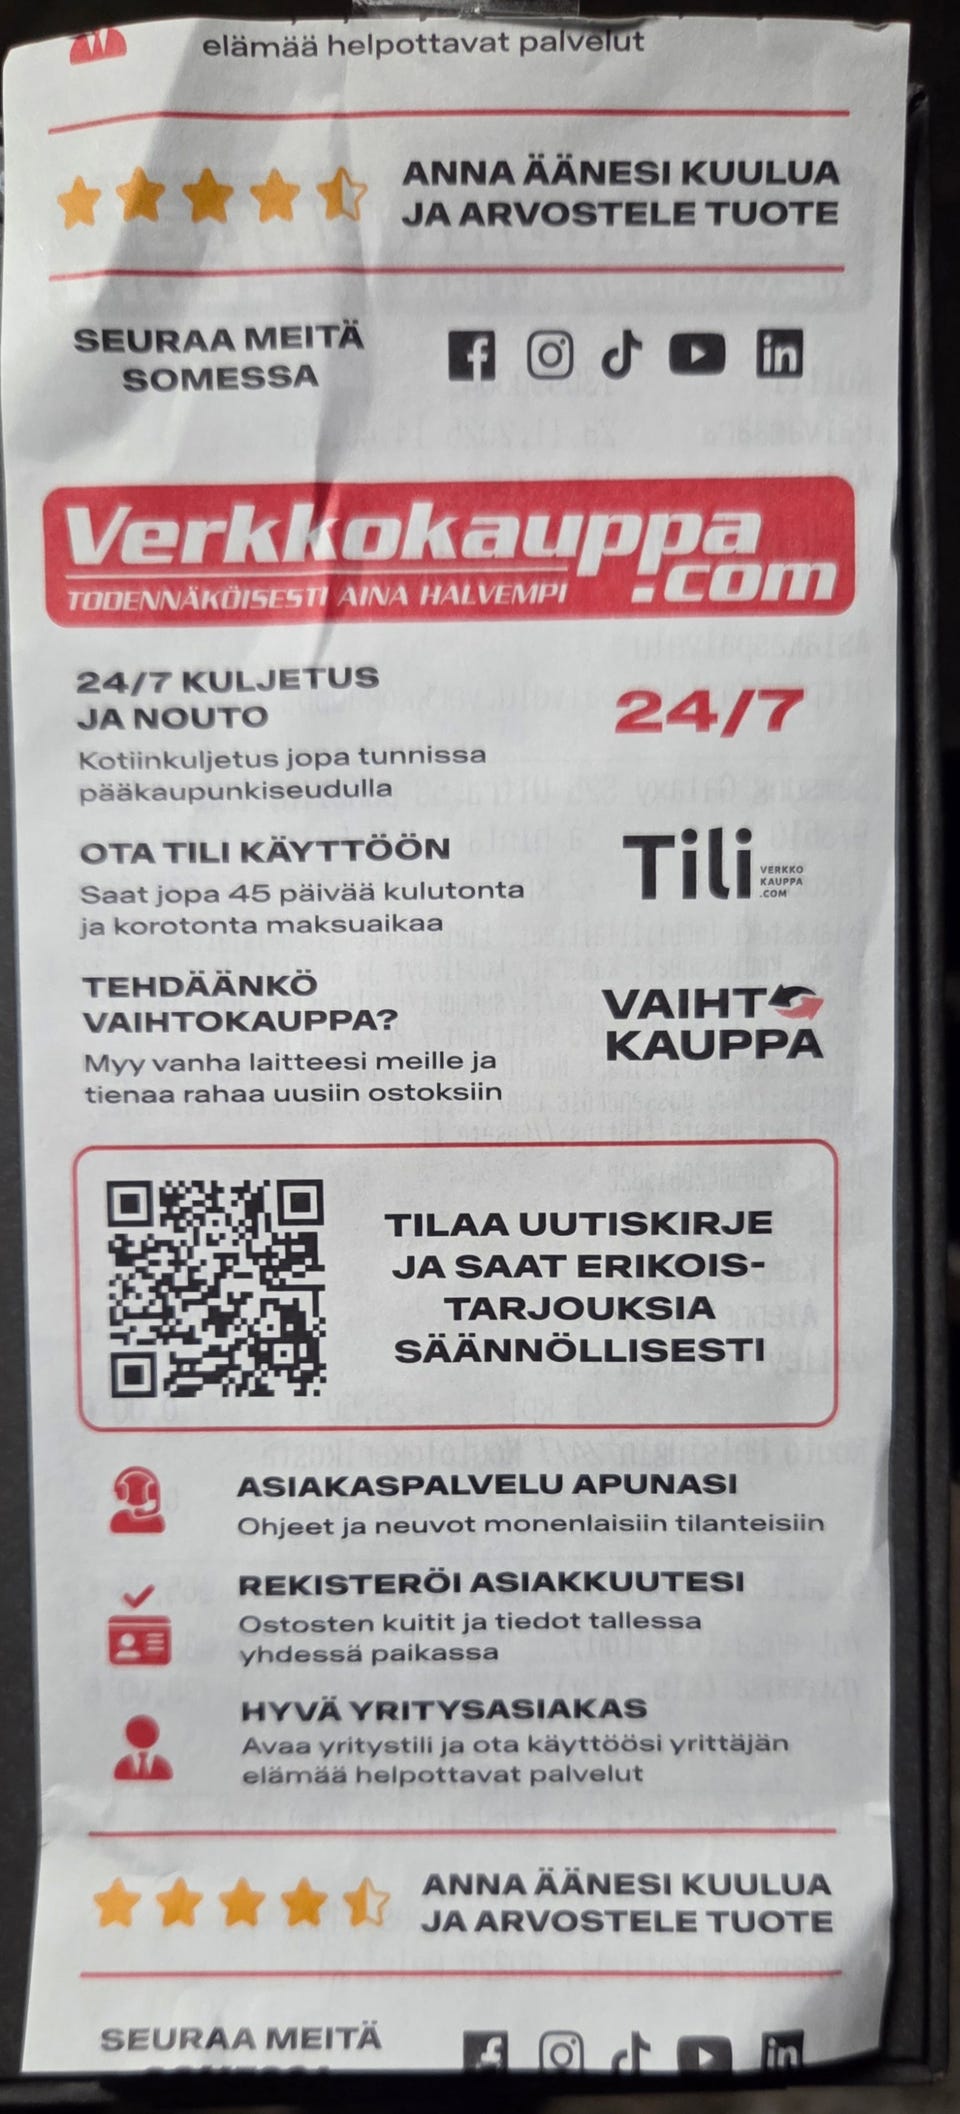 elämää helpottavat palvelut
ANNA ÄÄNESI KUULUA
JA ARVOSTELE TUOTE
SEURAA MEITÄ
SOMESSA
Verkkokauppa
.com
TODENNÄKÖISESTI AINA HALVEMPI
24/7 KULJETUS
JA NOUTO
24/7
Kotiinkuljetus jopa tunnissa
pääkaupunkiseudulla
OTA TILI KÄYTTÖÖN
Saat jopa 45 päivää kulutonta
ja korotonta maksuaikaa
Tili
VERKKO
KAUPPA
.COM
TEHDÄÄNKÖ
VAIHTOKAUPPA?
Myy vanha laitteesi meille ja
tienaa rahaa uusiin ostoksiin
VAIHTO
KAUPPA
TILAA UUTISKIRJE
JA SAAT ERIKOIS-
TARJOUKSIA
SÄÄNNÖLLISESTI
ASIAKASPALVELU APUNASI
Ohjeet ja neuvot monenlaisiin tilanteisiin
REKISTERÖI ASIAKKUUTESI
Ostosten kuitit ja tiedot tallessa
yhdessä paikassa
HYVÄ YRITYSASIAKAS
Avaa yritystili ja ota käyttöösi yrittäjän
elämää helpottavat palvelut
ANNA ÄÄNESI KUULUA
JA ARVOSTELE TUOTE
SEURAA MEITÄ